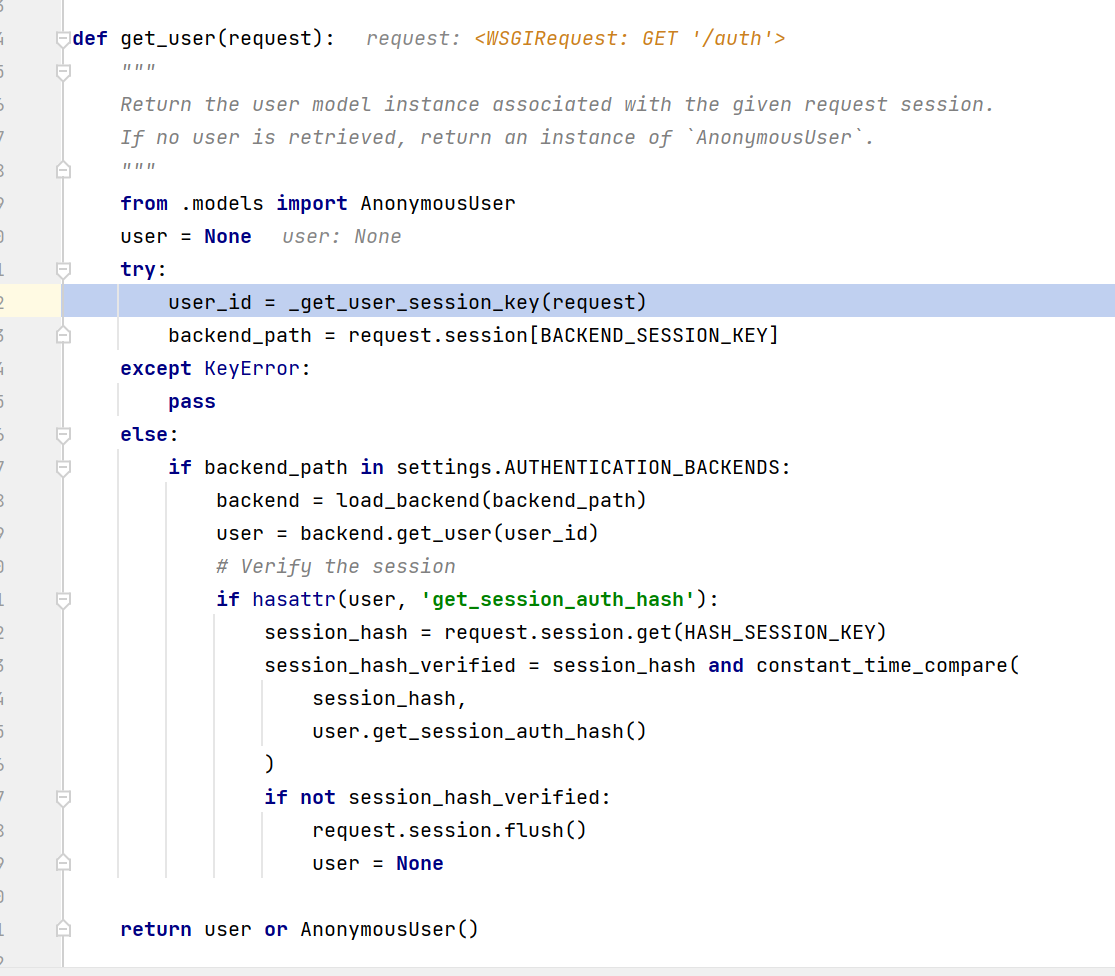 def get_user(request):   request: <WSGIRequest: GET '/auth'>
    """
    Return the user model instance associated with the given request session.
    If no user is retrieved, return an instance of `AnonymousUser`.
    """
    from .models import AnonymousUser
    user = None   user: None
    try:
        user_id = _get_user_session_key(request)
        backend_path = request.session[BACKEND_SESSION_KEY]
    except KeyError:
        pass
    else:
        if backend_path in settings.AUTHENTICATION_BACKENDS:
            backend = load_backend(backend_path)
            user = backend.get_user(user_id)
            # Verify the session
            if hasattr(user, 'get_session_auth_hash'):
                session_hash = request.session.get(HASH_SESSION_KEY)
                session_hash_verified = session_hash and constant_time_compare(
                    session_hash,
                    user.get_session_auth_hash()
                )
                if not session_hash_verified:
                    request.session.flush()
                    user = None
    return user or AnonymousUser()